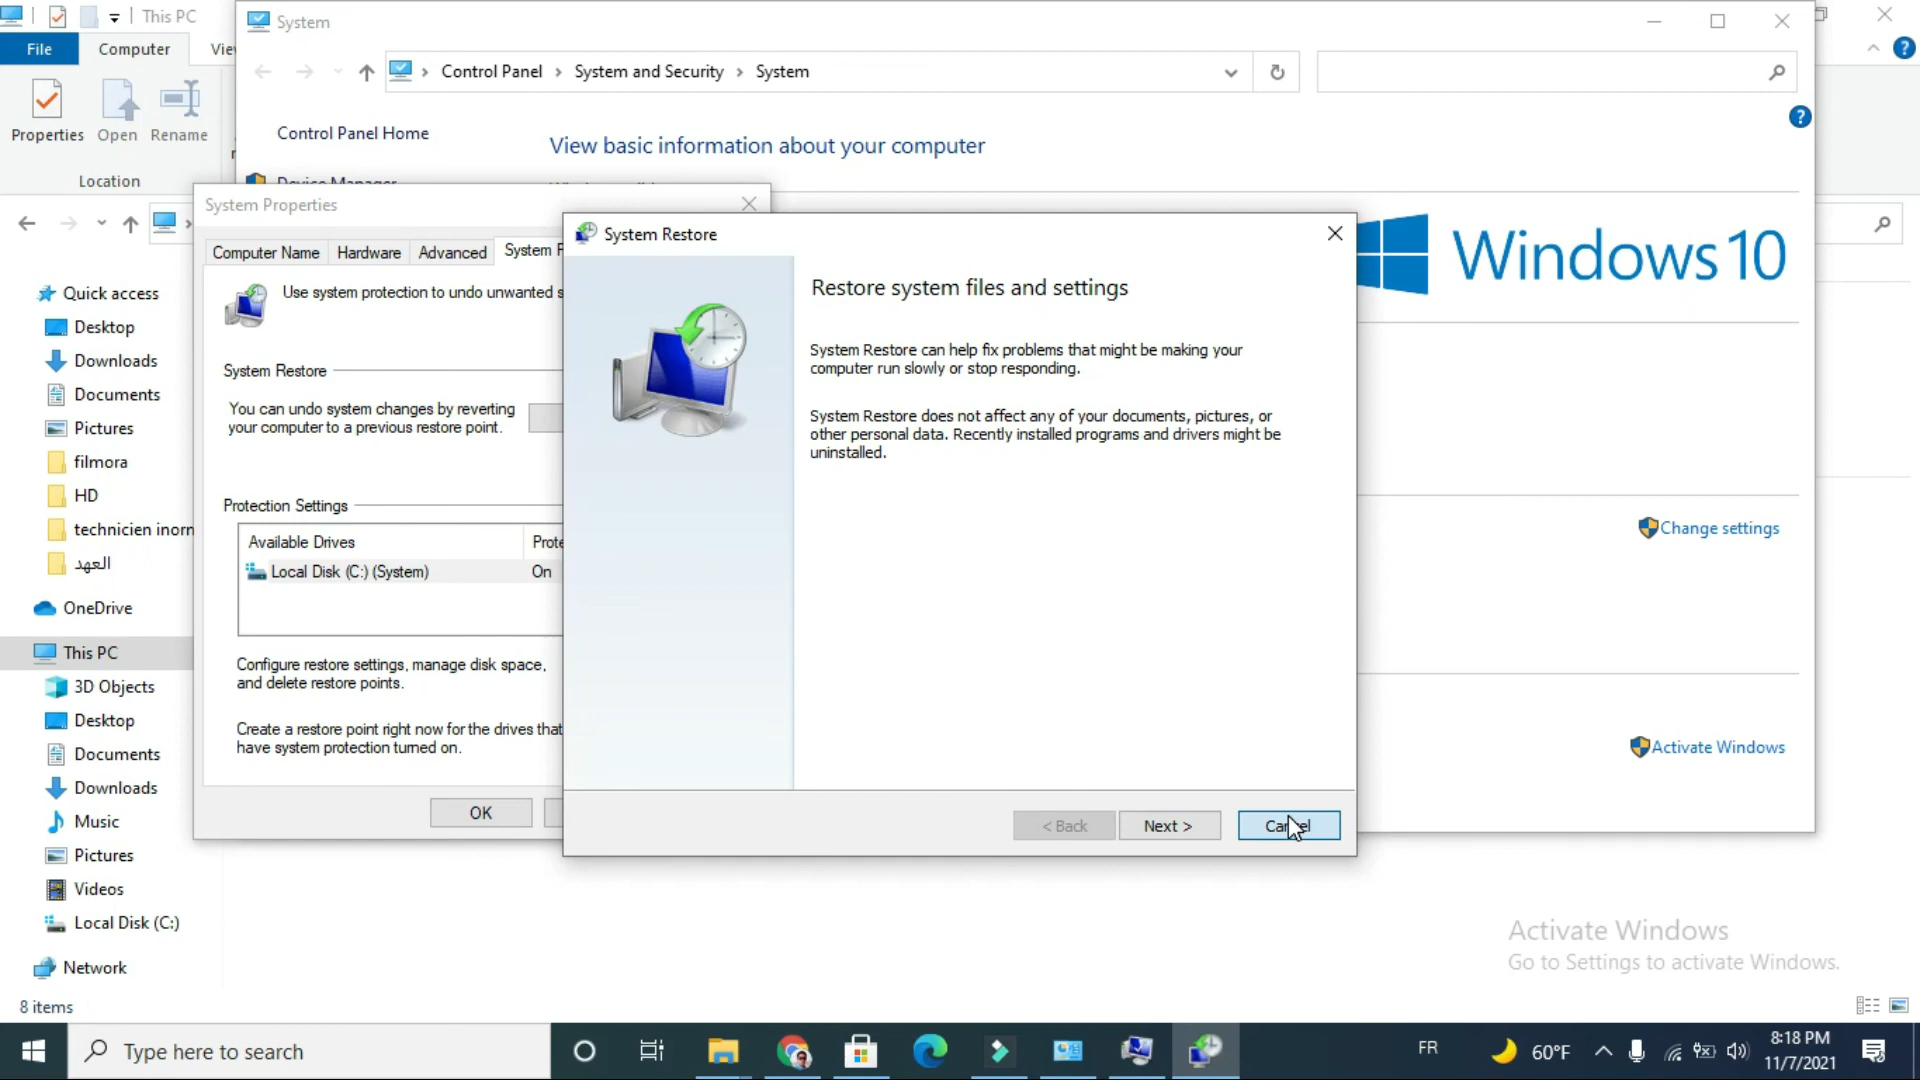 This PC
File
Computer
Properties
Open
Rename
Location
System
Control Panel > System and Security > System
Control Panel Home
View basic information about your computer
Windows 10
Change settings
Activate Windows
Quick access
Desktop
Downloads
Documents
Pictures
filmora
HD
technicien
العهد
OneDrive
This PC
3D Objects
Desktop
Documents
Downloads
Music
Pictures
Videos
Local Disk (C:)
Network
8 items
System Properties
Computer Name
Hardware
Advanced
System
Use system protection to undo unwanted
System Restore
You can undo system changes by reverting
your computer to a previous restore point.
Protection Settings
Available Drives
Local Disk (C:) (System)
On
Configure restore settings, manage disk space,
and delete restore points.
Create a restore point right now for the drives that
have system protection turned on.
OK
System Restore
Restore system files and settings
System Restore can help fix problems that might be making your
computer run slowly or stop responding.
System Restore does not affect any of your documents, pictures, or
other personal data. Recently installed programs and drivers might be
uninstalled.
< Back
Next >
Cancel
Activate Windows
Go to Settings to activate Windows.
Type here to search
FR
60°F
8:18 PM
11/7/2021